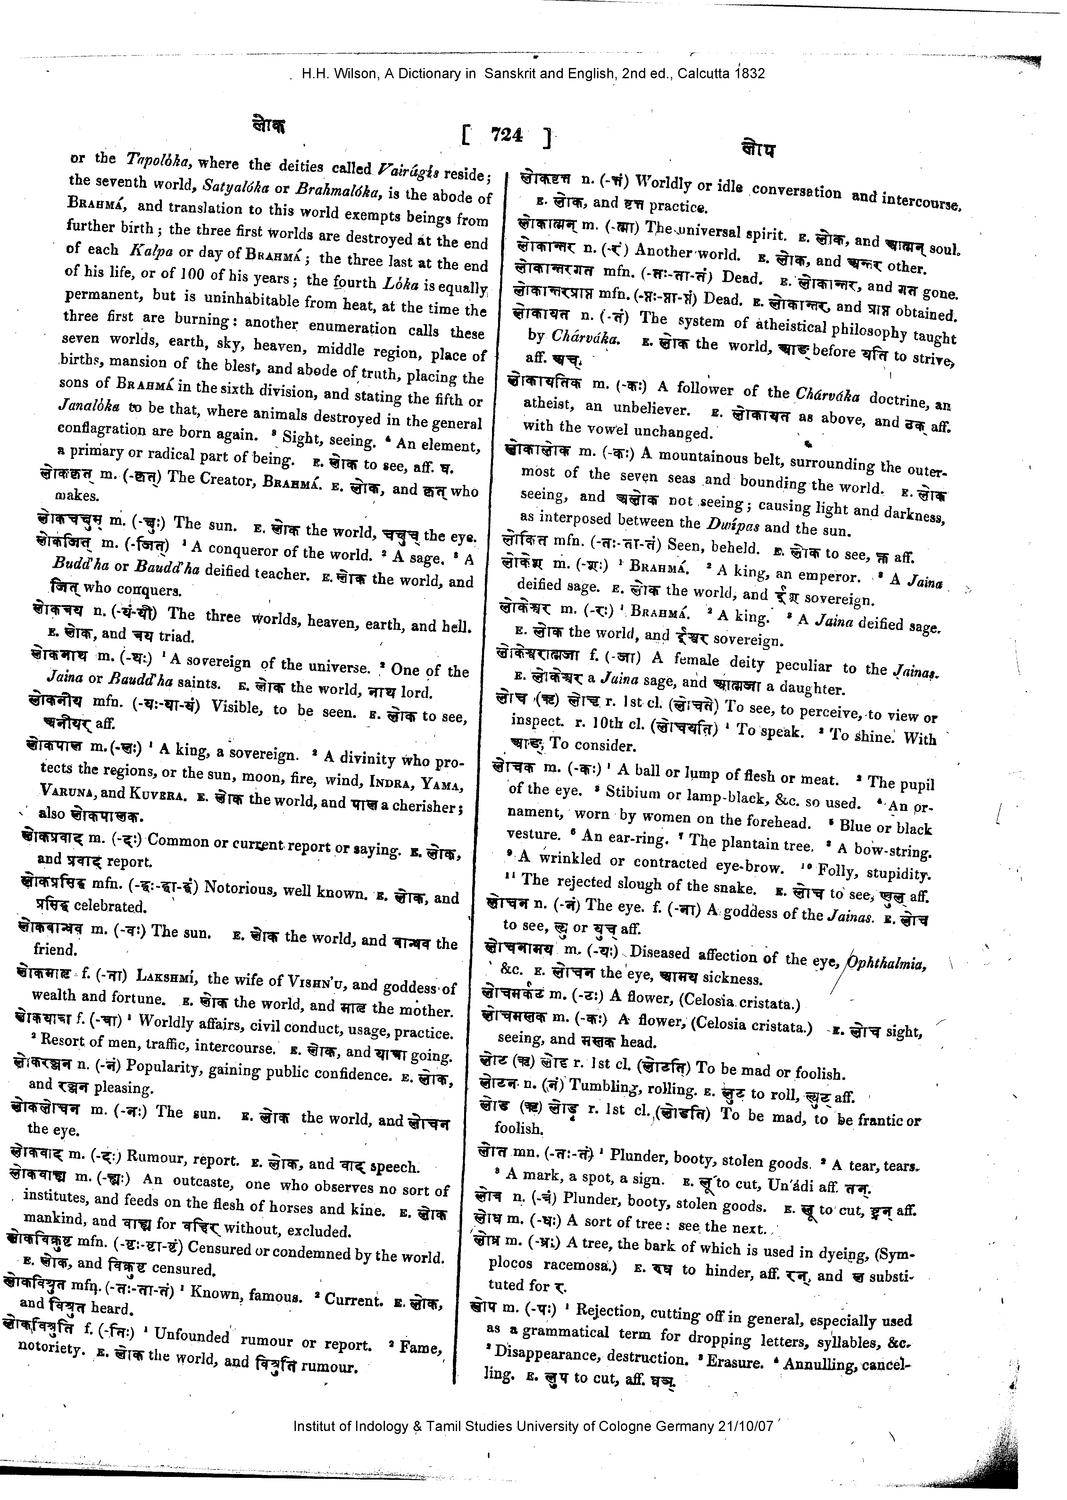 H.H. Wilson, A Dictionary in Sanskrit and English, 2nd ed., Calcutta 1832
लोक
[ 724 ]
लोप
or the Tapolóka, where the deities called Vairágis reside;
the seventh world, Satyalóka or Brahmalóka, is the abode of
BRAHMÁ, and translation to this world exempts beings from
further birth; the three first worlds are destroyed at the end
of each Kalpa or day of BRAHMÁ; the three last at the end
of his life, or of 100 of his years; the fourth Lóka is equally
permanent, but is uninhabitable from heat, at the time the
three first are burning: another enumeration calls these
seven worlds, earth, sky, heaven, middle region, place of
births, mansion of the blest, and abode of truth, placing the
sons of BRAHMÁ in the sixth division, and stating the fifth or
Janalóka to be that, where animals destroyed in the general
conflagration are born again. ³ Sight, seeing. ⁴ An element,
a primary or radical part of being. E. लोक to see, aff. घ.
लोककृत् m. (-कृत्) The Creator, BRAHMÁ. E. लोक, and कृत् who
makes.
लोकचक्षुस् m. (-क्षुः) The sun. E. लोक the world, चक्षुस् the eye.
लोकजित् m. (-जित्) ¹ A conqueror of the world. ² A sage. ³ A
Budd'ha or Baudd'ha deified teacher. E. लोक the world, and
जित् who conquers.
लोकत्रय n. (-यं-यी) The three worlds, heaven, earth, and hell.
E. लोक, and त्रय triad.
लोकनाथ m. (-थः) ¹ A sovereign of the universe. ² One of the
Jaina or Baudd'ha saints. E. लोक the world, नाथ lord.
लोकनीय mfn. (-यः-या-यं) Visible, to be seen. E. लोक to see,
अनीयर् aff.
लोकपाल m. (-लः) ¹ A king, a sovereign. ² A divinity who pro-
tects the regions, or the sun, moon, fire, wind, INDRA, YAMA,
VARUNA, and KUVERA. E. लोक the world, and पाल a cherisher;
also लोकपालक.
लोकप्रवाद m. (-दः) Common or current report or saying. E. लोक,
and प्रवाद report.
लोकप्रसिद्ध mfn. (-द्धः-द्धा-द्धं) Notorious, well known. E. लोक, and
प्रसिद्ध celebrated.
लोकबान्धव m. (-वः) The sun. E. लोक the world, and बान्धव the
friend.
लोकमातृ f. (-ता) LAKSHMÍ, the wife of VISHN'U, and goddess of
wealth and fortune. E. लोक the world, and मातृ the mother.
लोकयात्रा f. (-त्रा) ¹ Worldly affairs, civil conduct, usage, practice.
² Resort of men, traffic, intercourse. E. लोक, and यात्रा going.
लोकरञ्जन n. (-नं) Popularity, gaining public confidence. E. लोक,
and रञ्जन pleasing.
लोकलोचन m. (-नः) The sun. E. लोक the world, and लोचन
the eye.
लोकवाद m. (-दः) Rumour, report. E. लोक, and वाद speech.
लोकवाह्य m. (-ह्यः) An outcaste, one who observes no sort of
institutes, and feeds on the flesh of horses and kine. E. लोक
mankind, and वाह्य for वहिर् without, excluded.
लोकविक्रुष्ट mfn. (-ष्टः-ष्टा-ष्टं) Censured or condemned by the world.
E. लोक, and विक्रुष्ट censured.
लोकविश्रुत mfn. (-तः-ता-तं) ¹ Known, famous. ² Current. E. लोक,
and विश्रुत heard.
लोकविश्रुति f. (-तिः) ¹ Unfounded rumour or report. ² Fame,
notoriety. E. लोक the world, and विश्रुति rumour.
लोकवृत्त n. (-त्तं) Worldly or idle conversation and intercourse.
E. लोक, and वृत्त practice.
लोकात्मन् m. (-त्मा) The universal spirit. E. लोक, and आत्मन् soul.
लोकान्तर n. (-रं) Another world. E. लोक, and अन्तर other.
लोकान्तरगत mfn. (-तः-ता-तं) Dead. E. लोकान्तर, and गत gone.
लोकान्तरप्राप्त mfn. (-प्तः-प्ता-प्तं) Dead. E. लोकान्तर, and प्राप्त obtained.
लोकायत n. (-तं) The system of atheistical philosophy taught
by Chárváka. E. लोक the world, आङ् before यति to strive,
aff. अच्.
लोकायतिक m. (-कः) A follower of the Chárváka doctrine, an
atheist, an unbeliever. E. लोकायत as above, and ठक् aff.
with the vowel unchanged.
लोकालोक m. (-कः) A mountainous belt, surrounding the outer-
most of the seven seas and bounding the world. E. लोक
seeing, and अलोक not seeing; causing light and darkness,
as interposed between the Dwípas and the sun.
लोकित mfn. (-तः-ता-तं) Seen, beheld. E. लोक to see, क्त aff.
लोकेश m. (-शः) ¹ BRAHMÁ. ² A king, an emperor. ³ A Jaina
deified sage. E. लोक the world, and ईश sovereign.
लोकेश्वर m. (-रः) ¹ BRAHMÁ. ² A king. ³ A Jaina deified sage.
E. लोक the world, and ईश्वर sovereign.
लोकेश्वरात्मजा f. (-जा) A female deity peculiar to the Jainas.
E. लोकेश्वर a Jaina sage, and आत्मजा a daughter.
लोच (ऋ) लोचृ r. 1st cl. (लोचते) To see, to perceive, to view or
inspect. r. 10th cl. (लोचयति) ¹ To speak. ² To shine. With
आङ्, To consider.
लोचक m. (-कः) ¹ A ball or lump of flesh or meat. ² The pupil
of the eye. ³ Stibium or lamp-black, &c. so used. ⁴ An or-
nament, worn by women on the forehead. ⁵ Blue or black
vesture. ⁶ An ear-ring. ⁷ The plantain tree. ⁸ A bow-string.
⁹ A wrinkled or contracted eye-brow. ¹⁰ Folly, stupidity.
¹¹ The rejected slough of the snake. E. लोच to see, ण्वुल् aff.
लोचन n. (-नं) The eye. f. (-ना) A goddess of the Jainas. E. लोच
to see, ल्यु or युच् aff.
लोचनामय m. (-यः) Diseased affection of the eye, Ophthalmia,
&c. E. लोचन the eye, आमय sickness.
लोचमर्कट m. (-टः) A flower, (Celosia cristata.)
लोचमस्तक m. (-कः) A flower, (Celosia cristata.) E. लोच sight,
seeing, and मस्तक head.
लोट (ऋ) लोटृ r. 1st cl. (लोटति) To be mad or foolish.
लोटन n. (नं) Tumbling, rolling. E. लुट to roll, ल्युट् aff.
लोड (ऋ) लोडृ r. 1st cl. (लोडति) To be mad, to be frantic or
foolish.
लोत mn. (-तः-तं) ¹ Plunder, booty, stolen goods. ² A tear, tears.
³ A mark, a spot, a sign. E. लू to cut, Un'ádi aff. तन्.
लोत्र n. (-त्रं) Plunder, booty, stolen goods. E. लू to cut, ष्ट्रन् aff.
लोध m. (-धः) A sort of tree: see the next.
लोध्र m. (-ध्रः) A tree, the bark of which is used in dyeing, (Sym-
plocos racemosa.) E. रुध to hinder, aff. रन्, and ल substi-
tuted for र.
लोप m. (-पः) ¹ Rejection, cutting off in general, especially used
as a grammatical term for dropping letters, syllables, &c.
² Disappearance, destruction. ³ Erasure. ⁴ Annulling, cancel-
ling. E. लुप to cut, aff. घञ्.
Institut of Indology & Tamil Studies University of Cologne Germany 21/10/07